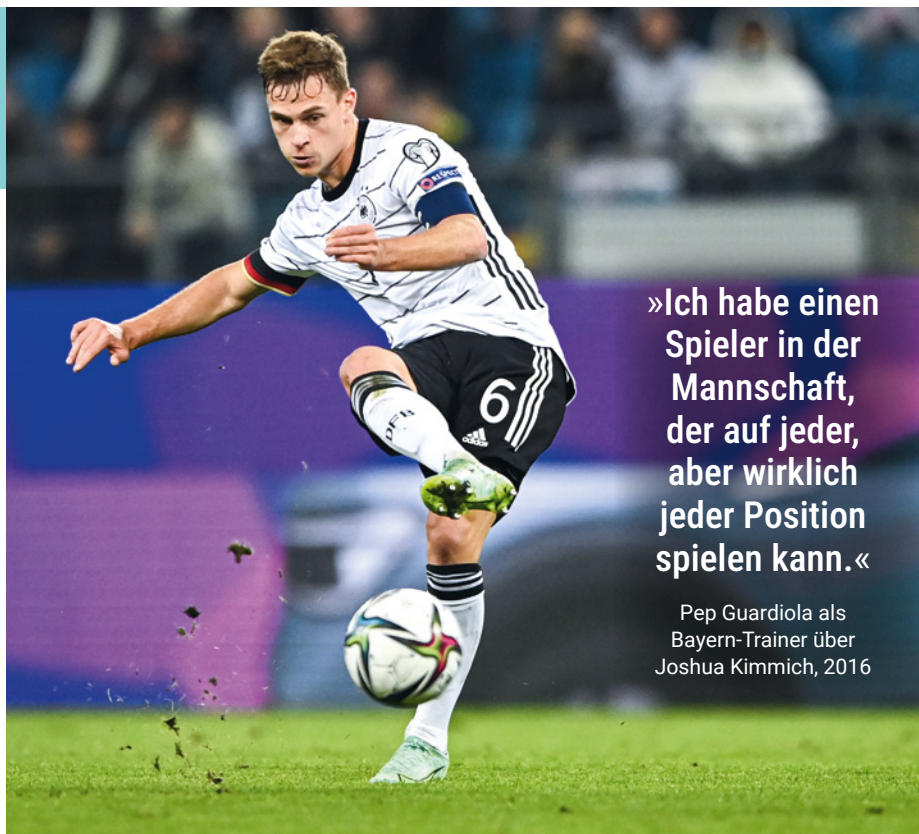 »Ich habe einen
Spieler in der
Mannschaft,
der auf jeder,
aber wirklich
jeder Position
spielen kann.«
Pep Guardiola als
Bayern-Trainer über
Joshua Kimmich, 2016
RESPECT
DFB
6
adidas